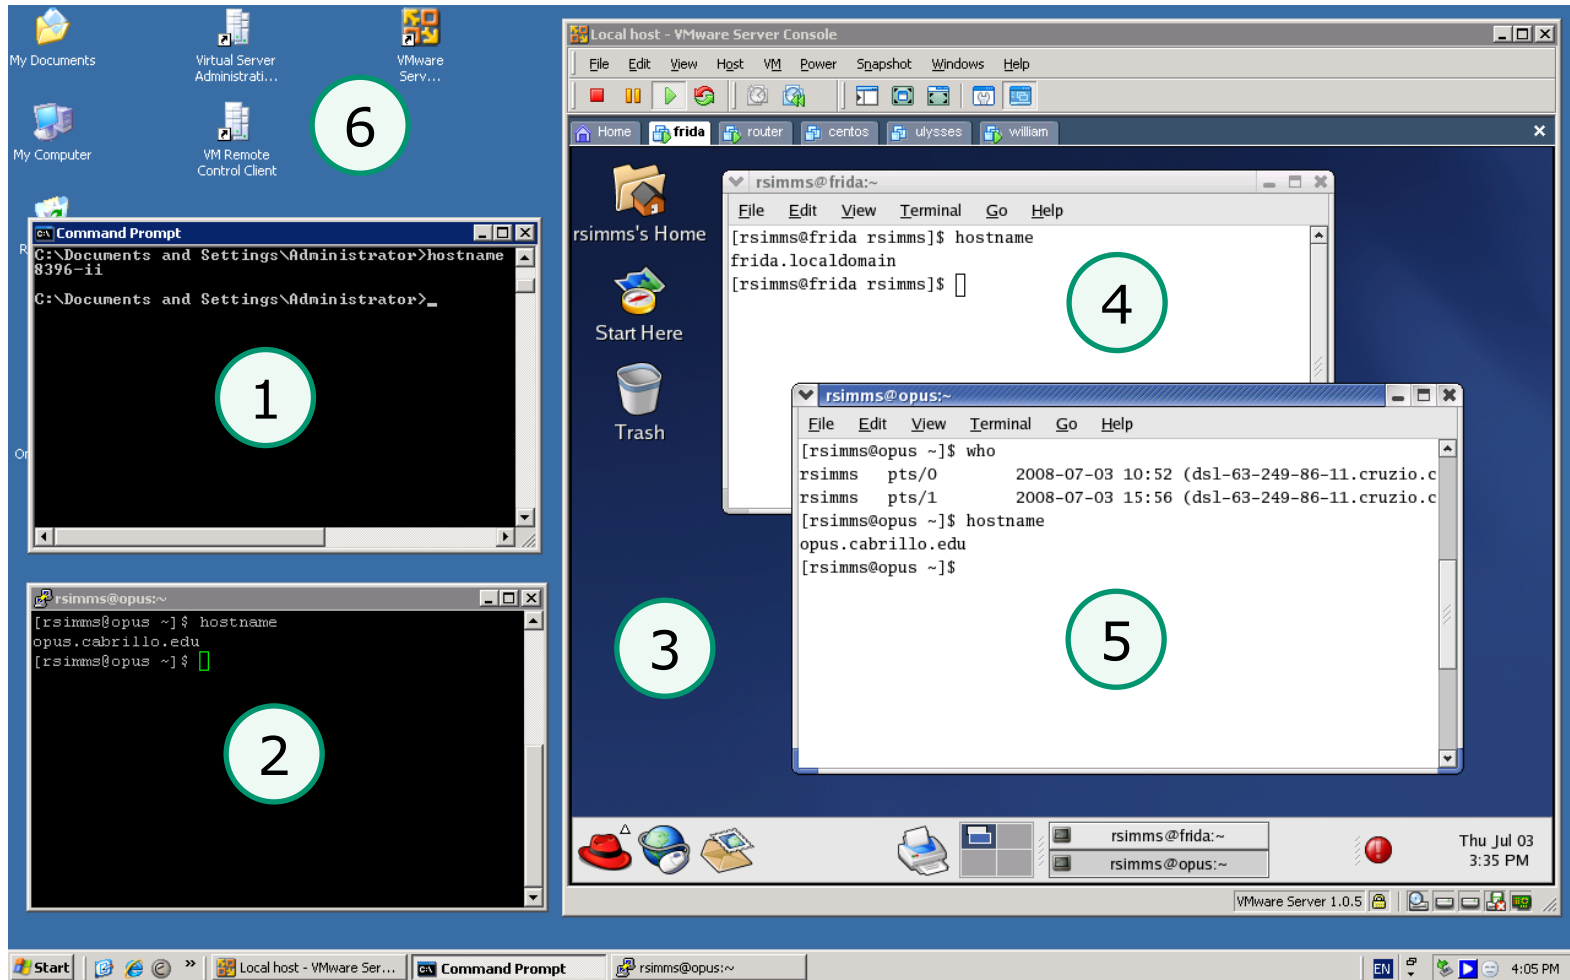 My Documents
Virtual Server
Administrati...
VMware
Serv...
My Computer
VM Remote
Control Client
6
Command Prompt
C:\Documents and Settings\Administrator>hostname
8396-ii
C:\Documents and Settings\Administrator>_
1
rsimms@opus:~
[rsimms@opus ~]$ hostname
opus.cabrillo.edu
[rsimms@opus ~]$
2
Local host - VMware Server Console
File Edit View Host VM Power Snapshot Windows Help
Home frida router centos ulysses william
rsimms's Home
Start Here
Trash
3
rsimms@frida:~
File Edit View Terminal Go Help
[rsimms@frida rsimms]$ hostname
frida.localdomain
[rsimms@frida rsimms]$
4
rsimms@opus:~
File Edit View Terminal Go Help
[rsimms@opus ~]$ who
rsimms pts/0 2008-07-03 10:52 (dsl-63-249-86-11.cruzio.c
rsimms pts/1 2008-07-03 15:56 (dsl-63-249-86-11.cruzio.c
[rsimms@opus ~]$ hostname
opus.cabrillo.edu
[rsimms@opus ~]$
5
rsimms@frida:~
rsimms@opus:~
Thu Jul 03
3:35 PM
VMware Server 1.0.5
Start
Local host - VMware Ser...
Command Prompt
rsimms@opus:~
EN
4:05 PM